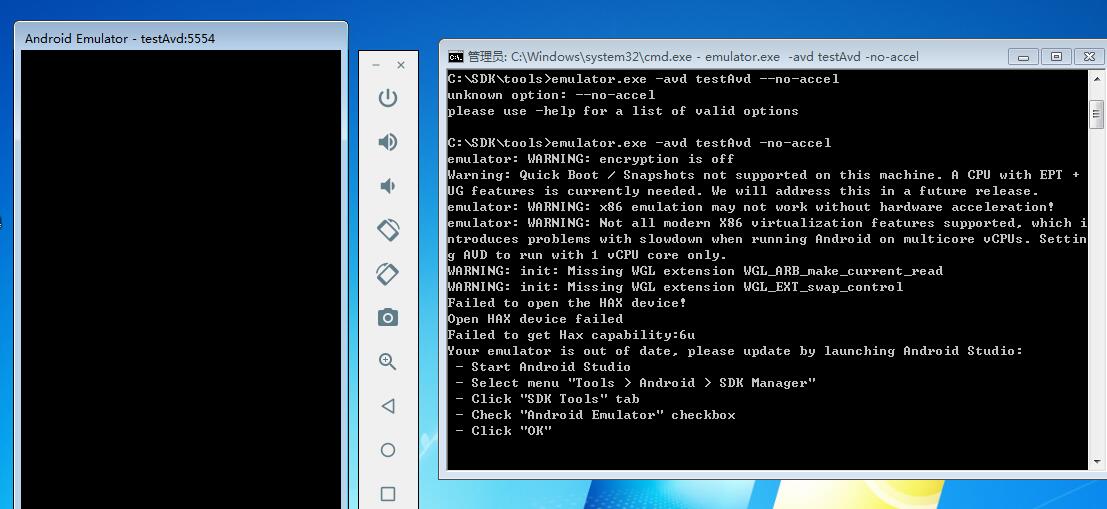 Android Emulator - testAvd:5554
管理员: C:\Windows\system32\cmd.exe - emulator.exe  -avd testAvd -no-accel
C:\SDK\tools>emulator.exe -avd testAvd --no-accel
unknown option: --no-accel
please use -help for a list of valid options
C:\SDK\tools>emulator.exe -avd testAvd -no-accel
emulator: WARNING: encryption is off
Warning: Quick Boot / Snapshots not supported on this machine. A CPU with EPT +
UG features is currently needed. We will address this in a future release.
emulator: WARNING: x86 emulation may not work without hardware acceleration!
emulator: WARNING: Not all modern X86 virtualization features supported, which i
ntroduces problems with slowdown when running Android on multicore vCPUs. Settin
g AVD to run with 1 vCPU core only.
WARNING: init: Missing WGL extension WGL_ARB_make_current_read
WARNING: init: Missing WGL extension WGL_EXT_swap_control
Failed to open the HAX device!
Open HAX device failed
Failed to get Hax capability:6u
Your emulator is out of date, please update by launching Android Studio:
 - Start Android Studio
 - Select menu "Tools > Android > SDK Manager"
 - Click "SDK Tools" tab
 - Check "Android Emulator" checkbox
 - Click "OK"